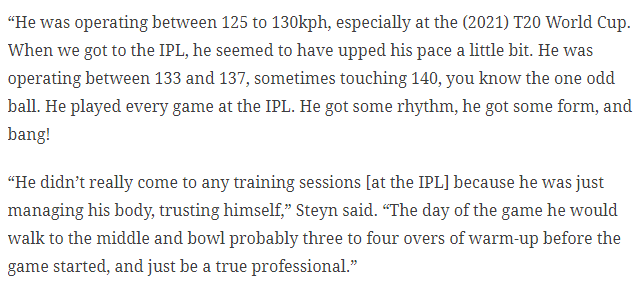 “He was operating between 125 to 130kph, especially at the (2021) T20 World Cup.
When we got to the IPL, he seemed to have upped his pace a little bit. He was
operating between 133 and 137, sometimes touching 140, you know the one odd
ball. He played every game at the IPL. He got some rhythm, he got some form, and
bang!
“He didn’t really come to any training sessions [at the IPL] because he was just
managing his body, trusting himself,” Steyn said. “The day of the game he would
walk to the middle and bowl probably three to four overs of warm-up before the
game started, and just be a true professional.”